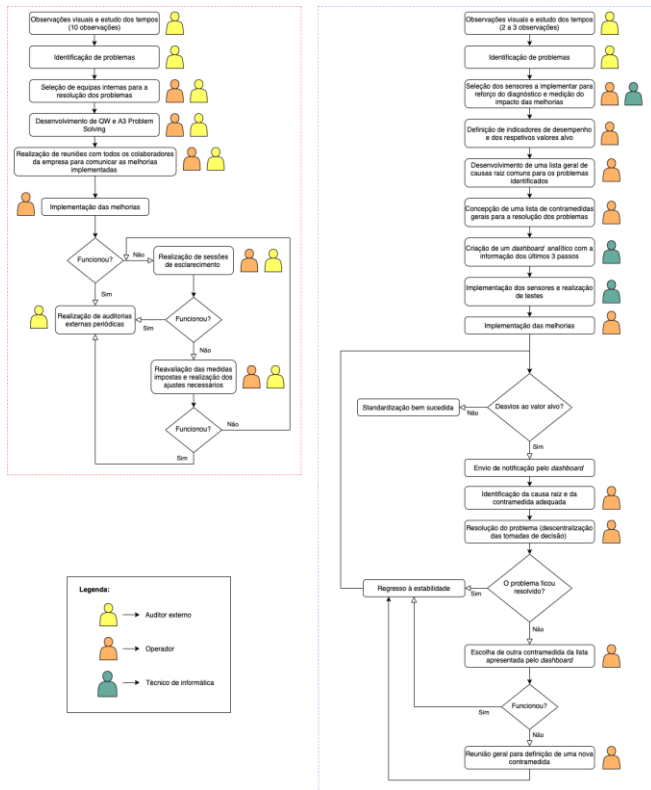 Observações visuais e estudo dos tempos
(10 observações)
Identificação de problemas
Seleção de equipas internas para a
resolução dos problemas
Desenvolvimento de QW e A3 Problem
Solving
Realização de reuniões com todos os colaboradores
da empresa para comunicar as melhorias
implementadas
Implementação das melhorias
Funcionou?
Não
Realização de sessões
de esclarecimento
Sim
Realização de auditorias
externas periódicas
Funcionou?
Sim
Não
Reavaliação das medidas
impostas e realização dos
ajustes necessários
Funcionou?
Não
Sim
Legenda:
Auditor externo
Operador
Técnico de informática
Observações visuais e estudo dos tempos
(2 a 3 observações)
Identificação de problemas
Seleção dos sensores a implementar para
reforço do diagnóstico e medição do
impacto das melhorias
Definição de indicadores de desempenho
e dos respetivos valores alvo
Desenvolvimento de uma lista geral de
causas raiz comuns para os problemas
identificados
Concepção de uma lista de contramedidas
gerais para a resolução dos problemas
Criação de um dashboard analítico com a
informação dos últimos 3 passos
Implementação dos sensores e realização
de testes
Implementação das melhorias
Desvios ao valor alvo?
Não
Standardização bem sucedida
Sim
Envio de notificação pelo dashboard
Identificação da causa raiz e da
contramedida adequada
Resolução do problema (descentralização
das tomadas de decisão)
O problema ficou
resolvido?
Sim
Regresso à estabilidade
Não
Escolha de outra contramedida da lista
apresentada pelo dashboard
Funcionou?
Sim
Não
Reunião geral para definição de uma nova
contramedida